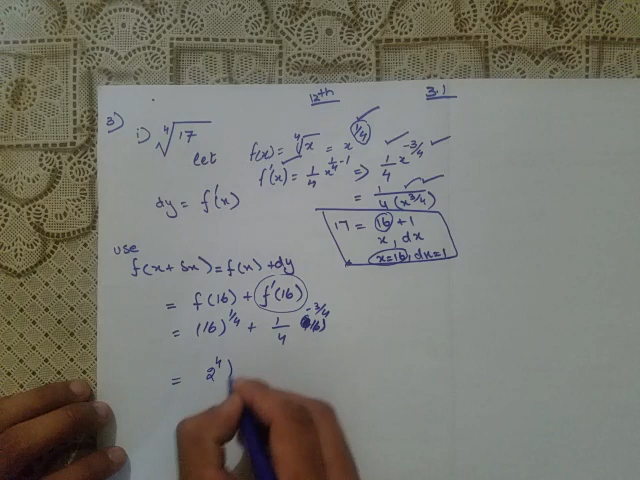 12th 3.1
3)
i) ∜17
let f(x) = ∜x = x^(1/4)
f'(x) = 1/4 x^(1/4 - 1) => 1/4 x^(-3/4)
= 1/(4(x^(3/4)))
dy = f'(x)
17 = 16 + 1
x, dx
x=16, dx=1
use
f(x + δx) = f(x) + dy
= f(16) + f'(16)
= (16)^(1/4) + 1/4 (16)^(-3/4)
= 2^4)